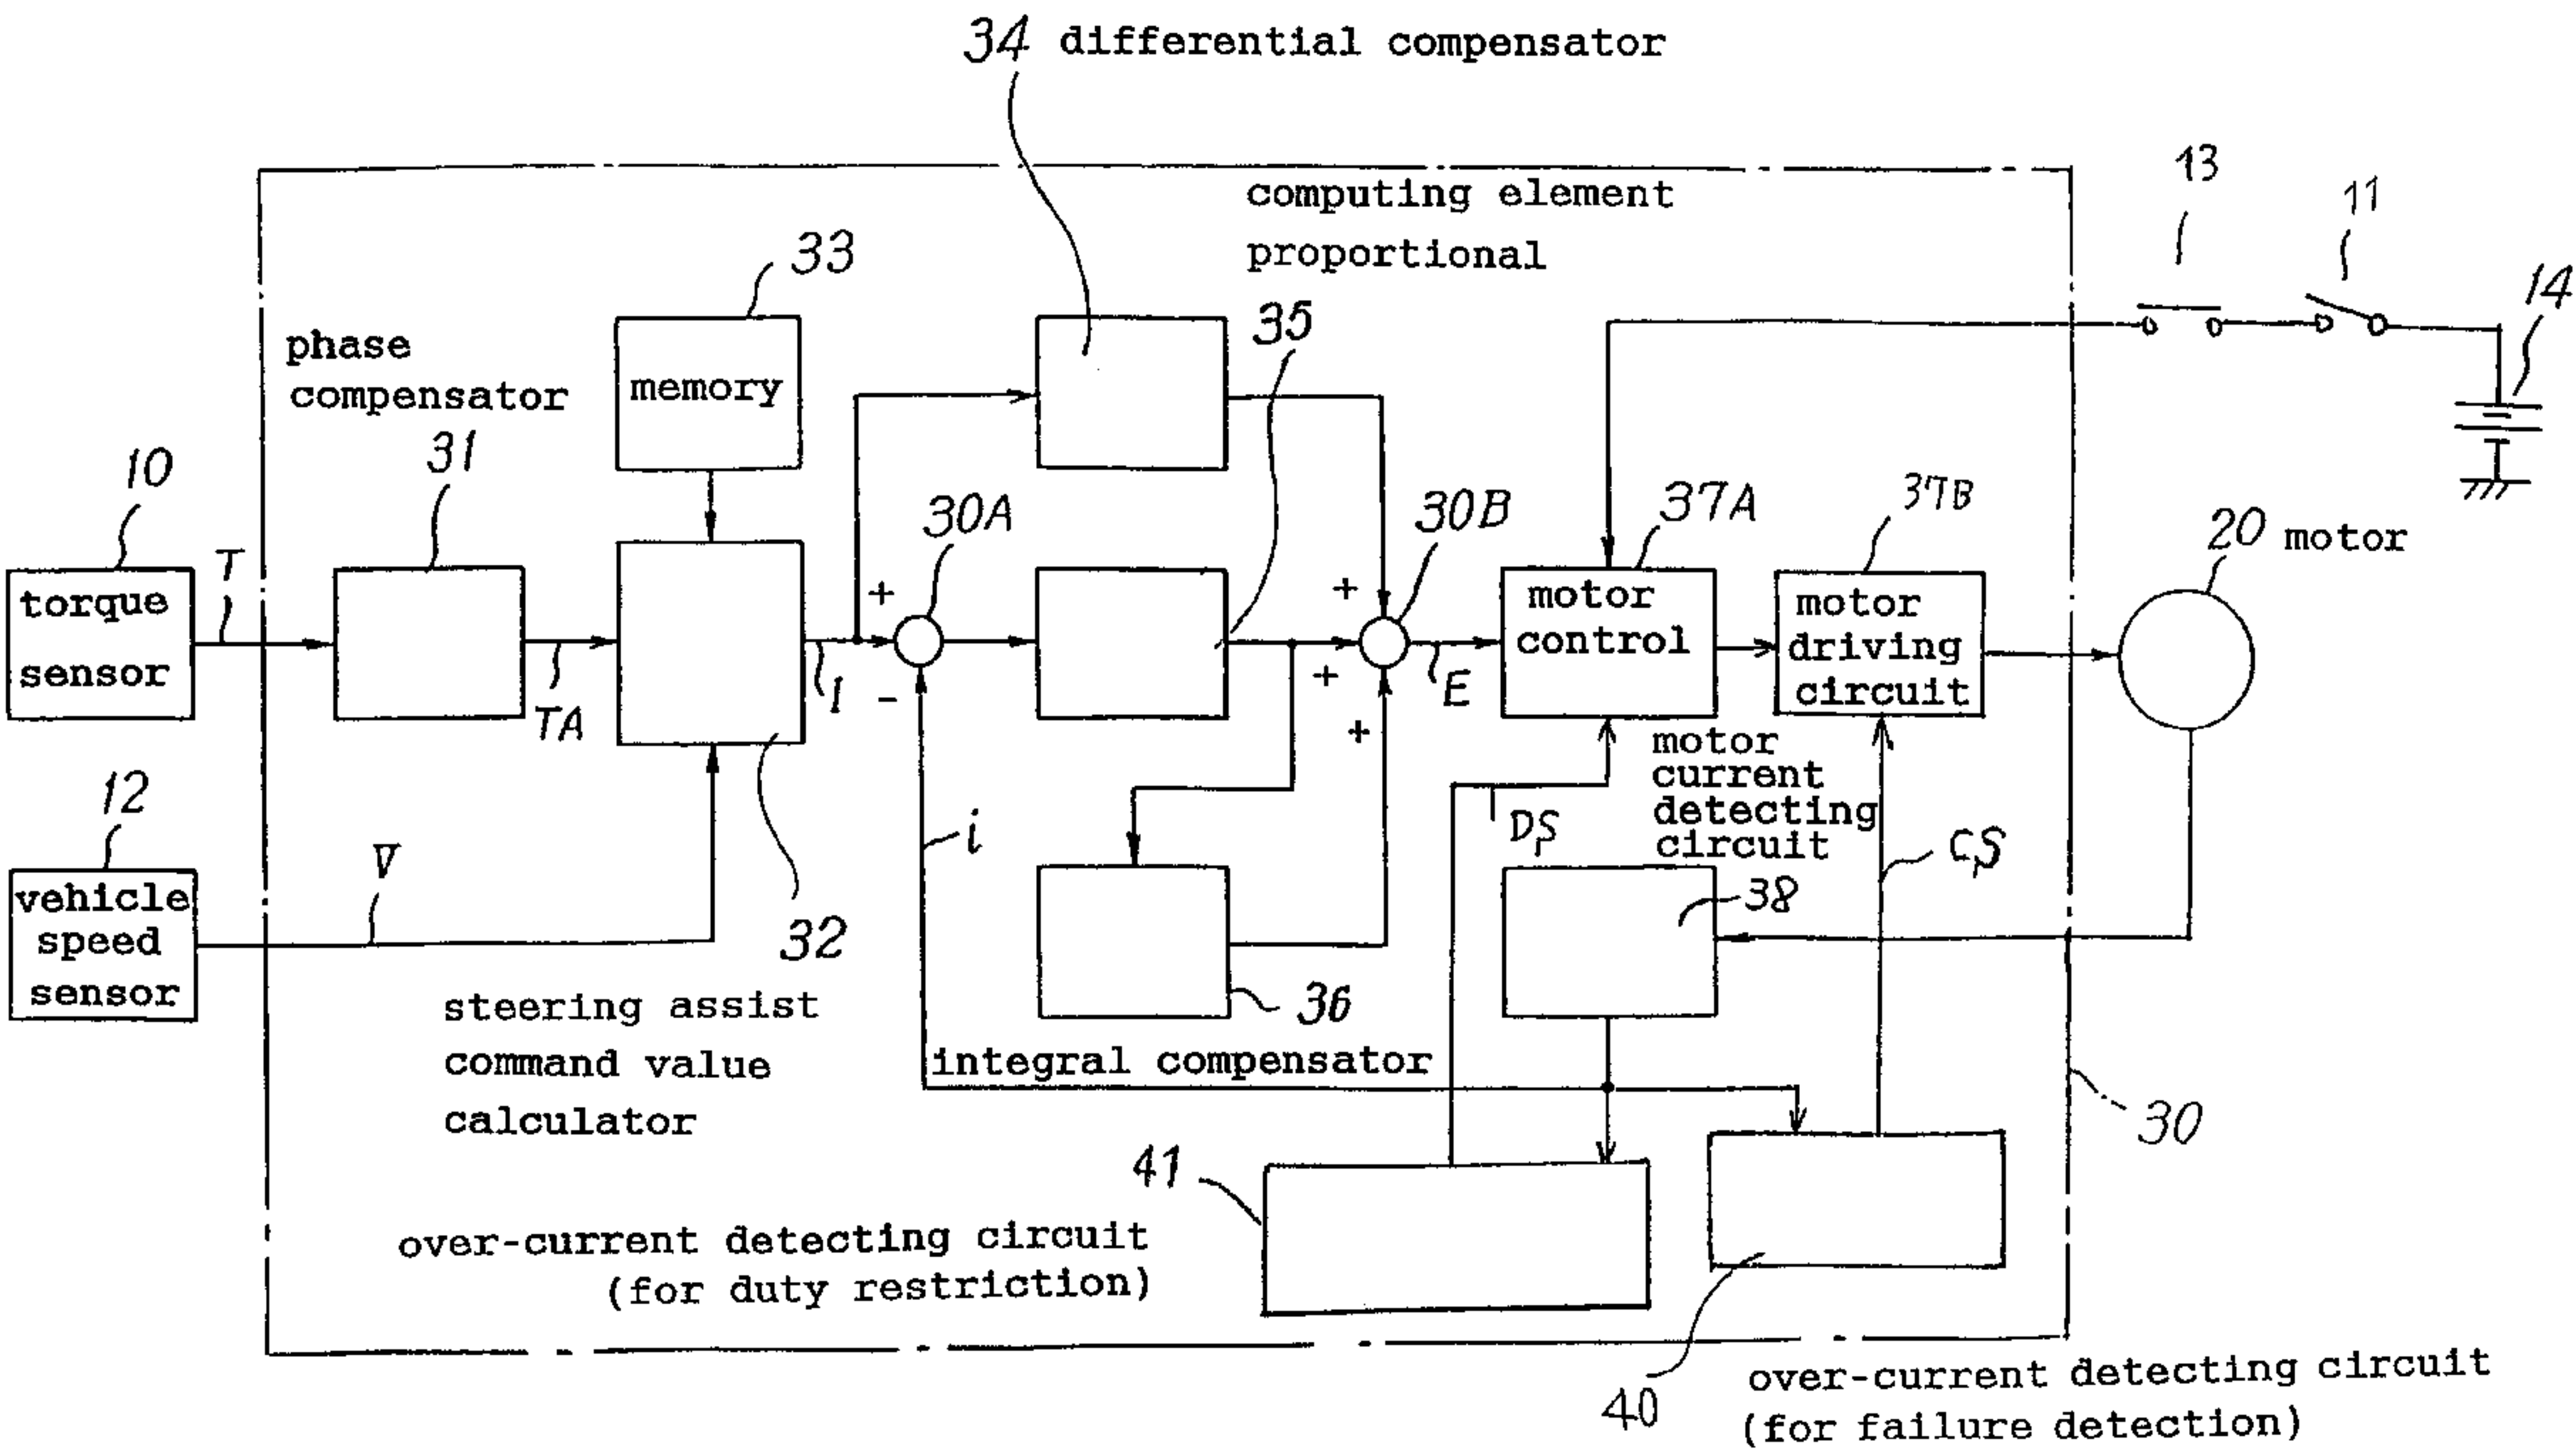 34 differential compensator
computing element
proportional
13
11
14
33
35
phase
compensator
memory
10
31
30A
30B
37A
37B
20 motor
torque
sensor
T
TA
I
+
-
+
+
+
E
motor
control
motor
driving
circuit
12
vehicle
speed
sensor
V
32
i
36
DS
motor
current
detecting
circuit
38
CS
steering assist
command value
calculator
integral compensator
30
41
over-current detecting circuit
(for duty restriction)
40
over-current detecting circuit
(for failure detection)